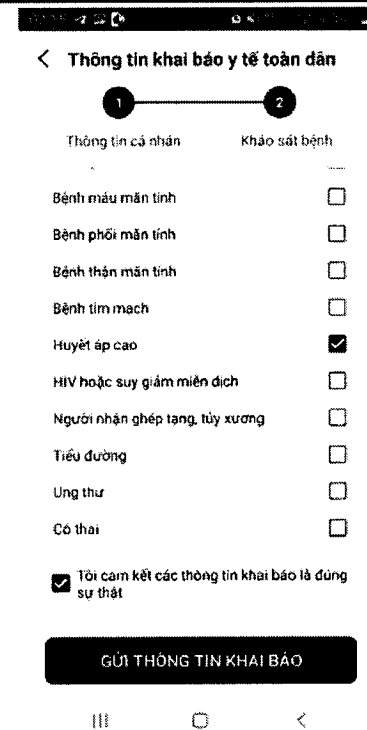 Thông tin khai báo y tế toàn dân
1
2
Thông tin cá nhân
Khảo sát bệnh
Bệnh máu mãn tính
Bệnh phổi mãn tính
Bệnh thận mãn tính
Bệnh tim mạch
Huyết áp cao
HIV hoặc suy giảm miễn dịch
Người nhận ghép tạng, tủy xương
Tiểu đường
Ung thư
Có thai
Tôi cam kết các thông tin khai báo là đúng
sự thật
GỬI THÔNG TIN KHAI BÁO